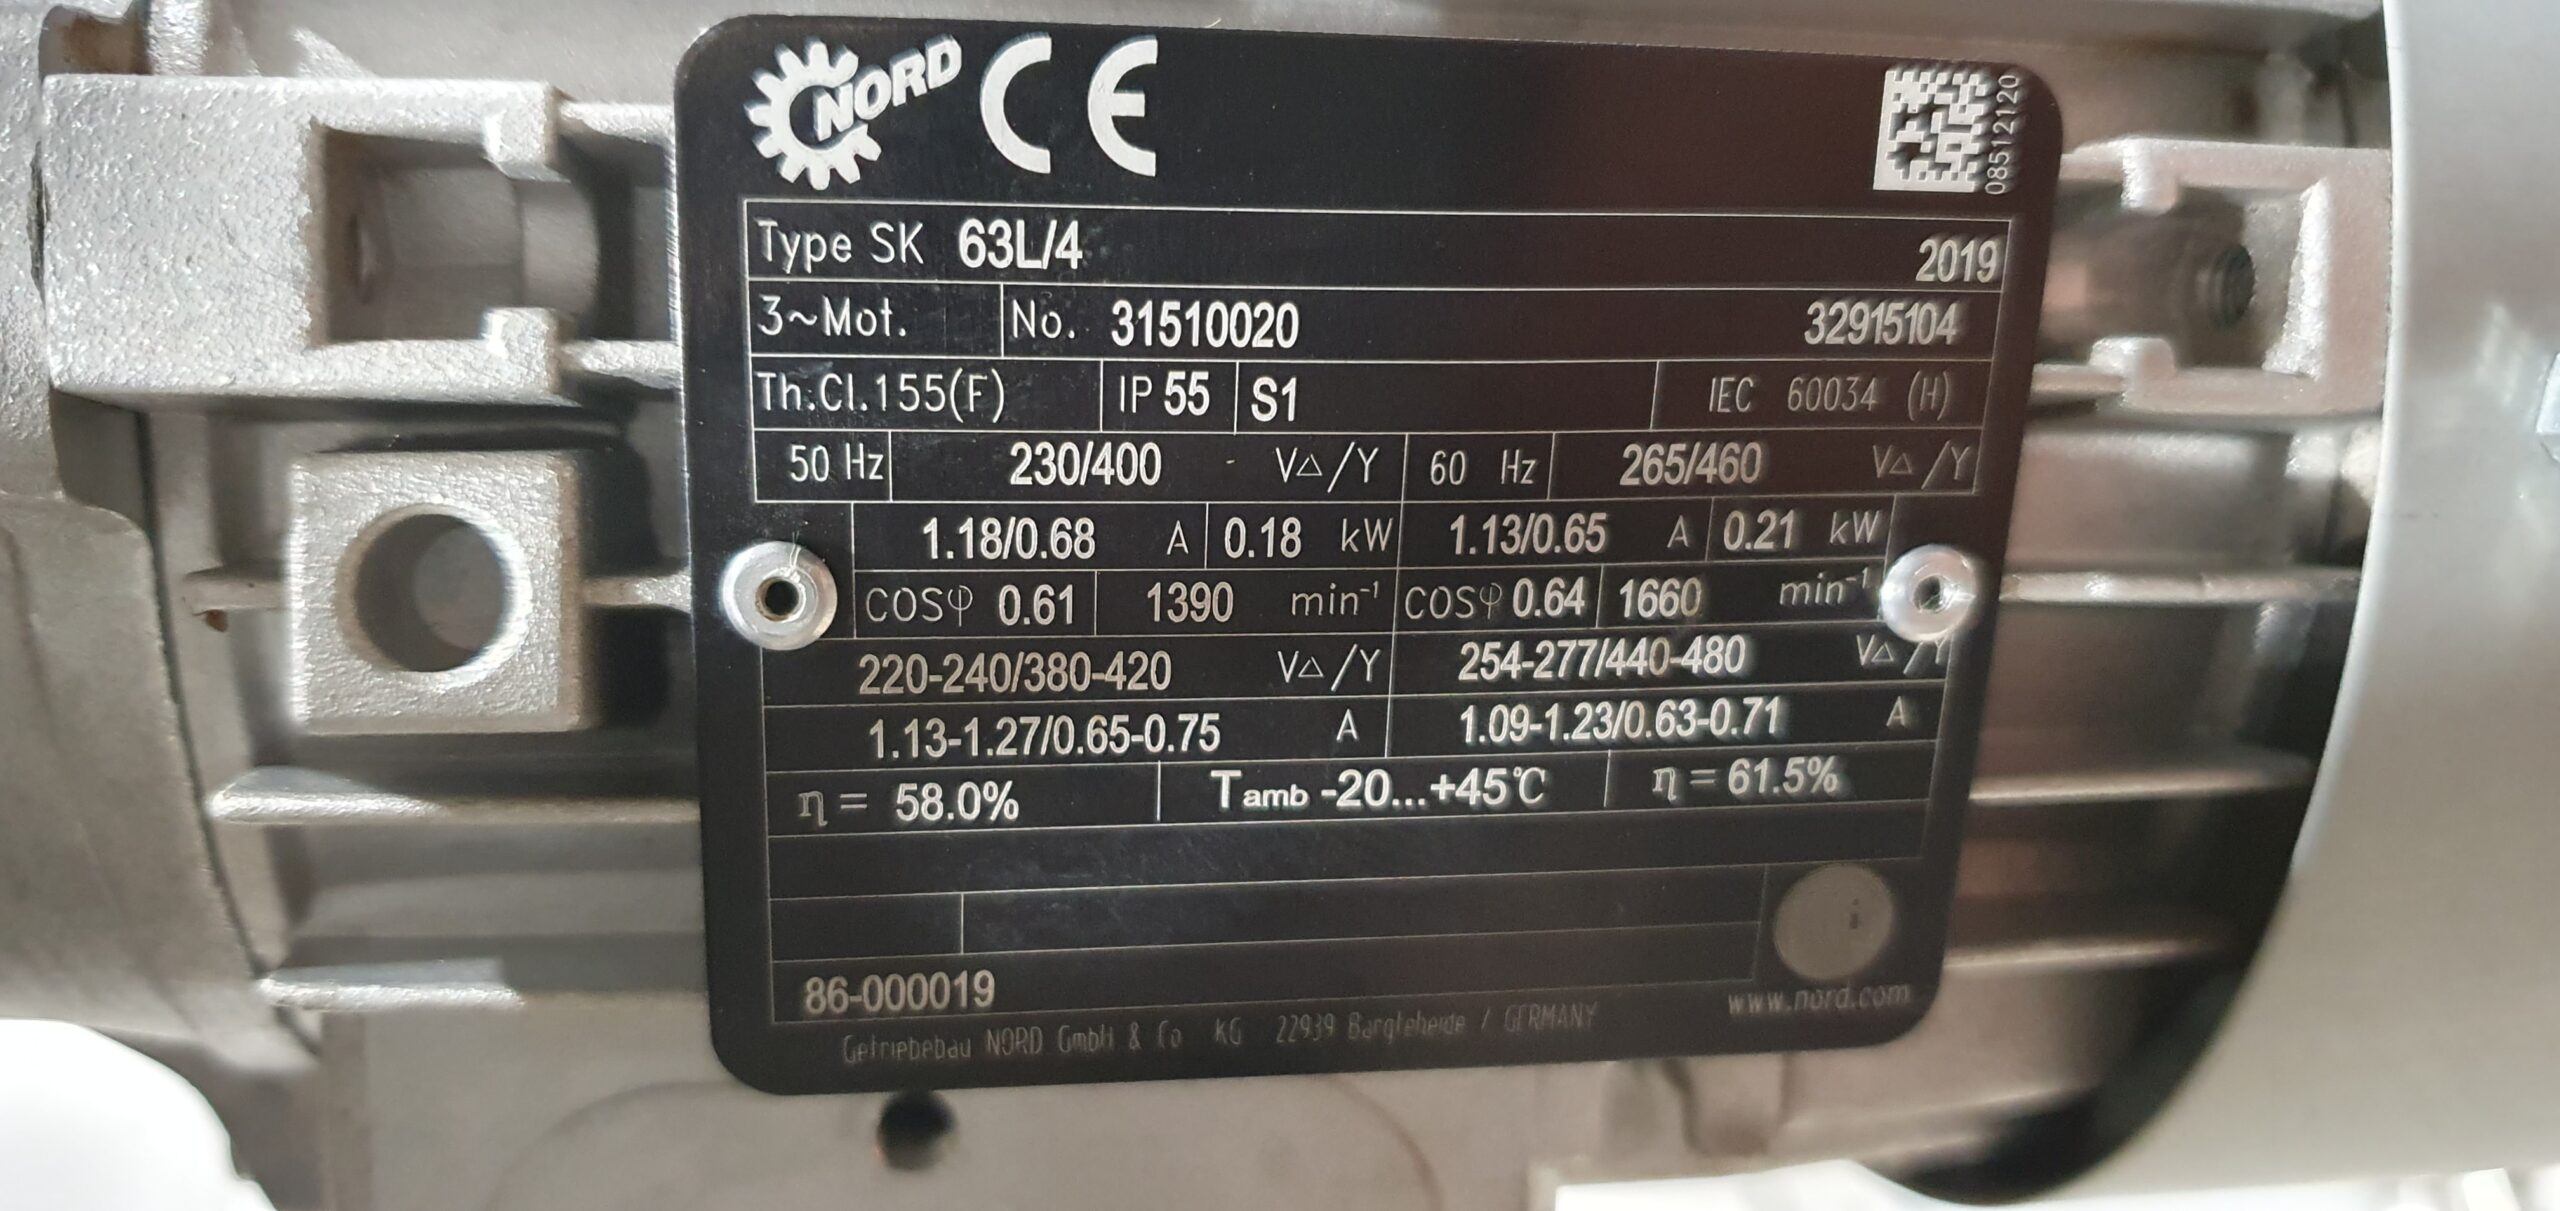 NORD CE
08512120
Type SK 63L/4 2019
3~Mot. No. 31510020 32915104
Th.Cl.155(F) IP 55 S1 IEC 60034 (H)
50 Hz 230/400 - V△/Y 60 Hz 265/460 V△/Y
1.18/0.68 A 0.18 kW 1.13/0.65 A 0.21 kW
COSφ 0.61 1390 min⁻¹ COSφ 0.64 1660 min⁻¹
220-240/380-420 V△/Y 254-277/440-480 V△/Y
1.13-1.27/0.65-0.75 A 1.09-1.23/0.63-0.71 A
η = 58.0% Tamb -20...+45℃ η = 61.5%
86-000019
Getriebebau NORD GmbH & Co KG 22939 Bargteheide / GERMANY www.nord.com